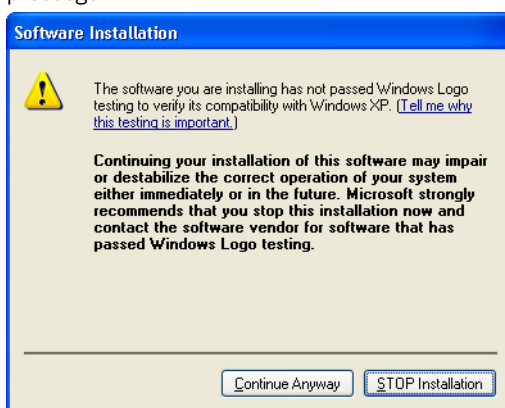 Software Installation
The software you are installing has not passed Windows Logo
testing to verify its compatibility with Windows XP. (Tell me why
this testing is important.)
Continuing your installation of this software may impair
or destabilize the correct operation of your system
either immediately or in the future. Microsoft strongly
recommends that you stop this installation now and
contact the software vendor for software that has
passed Windows Logo testing.
Continue Anyway
STOP Installation